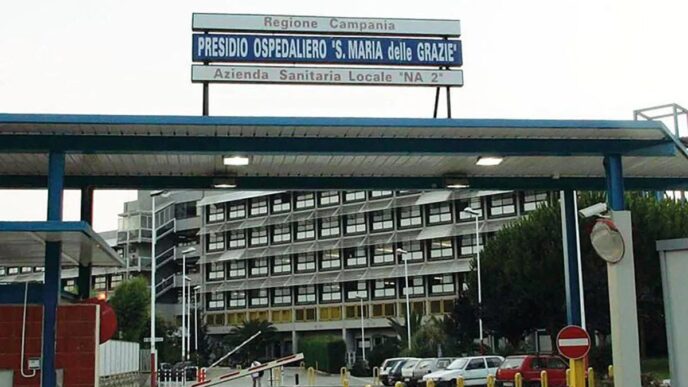 Regione Campania
PRESIDIO OSPEDALIERO "S. MARIA delle GRAZIE"
Azienda Sanitaria Locale "NA 2"